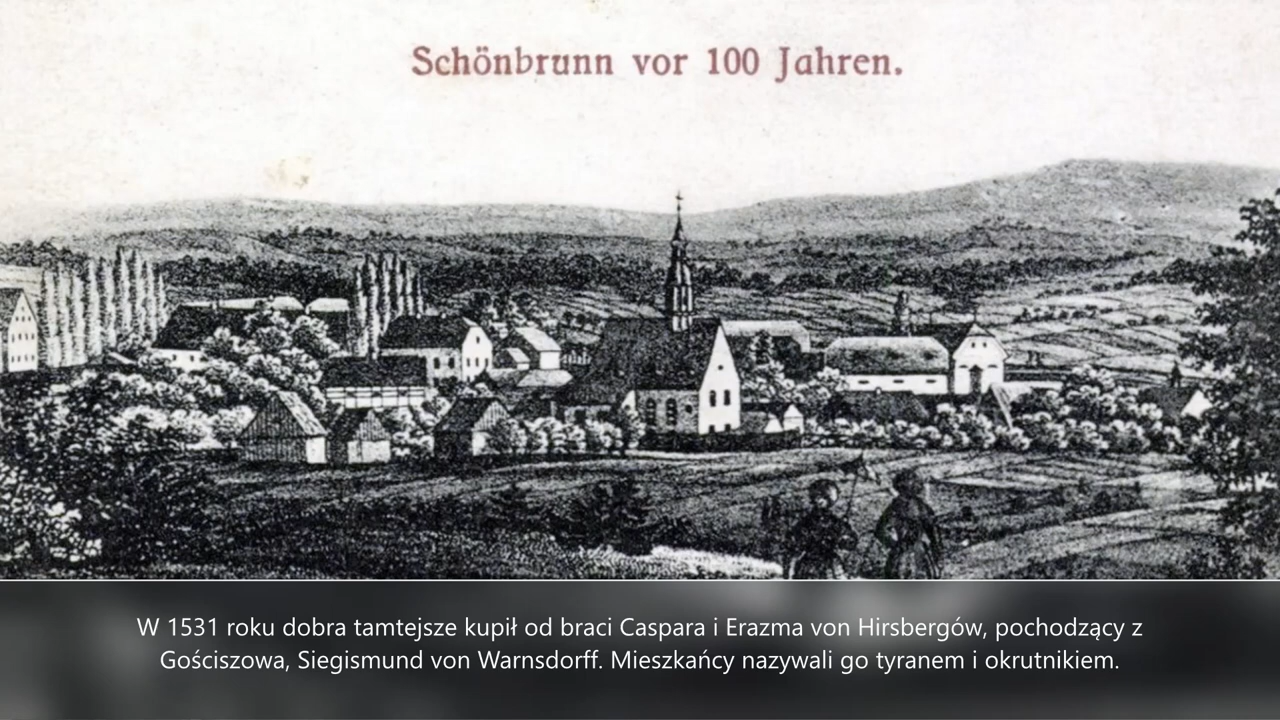 Schönbrunn vor 100 Jahren.
W 1531 roku dobra tamtejsze kupił od braci Caspara i Erazma von Hirsbergów, pochodzący z
Gościszowa, Siegismund von Warnsdorff. Mieszkańcy nazywali go tyranem i okrutnikiem.